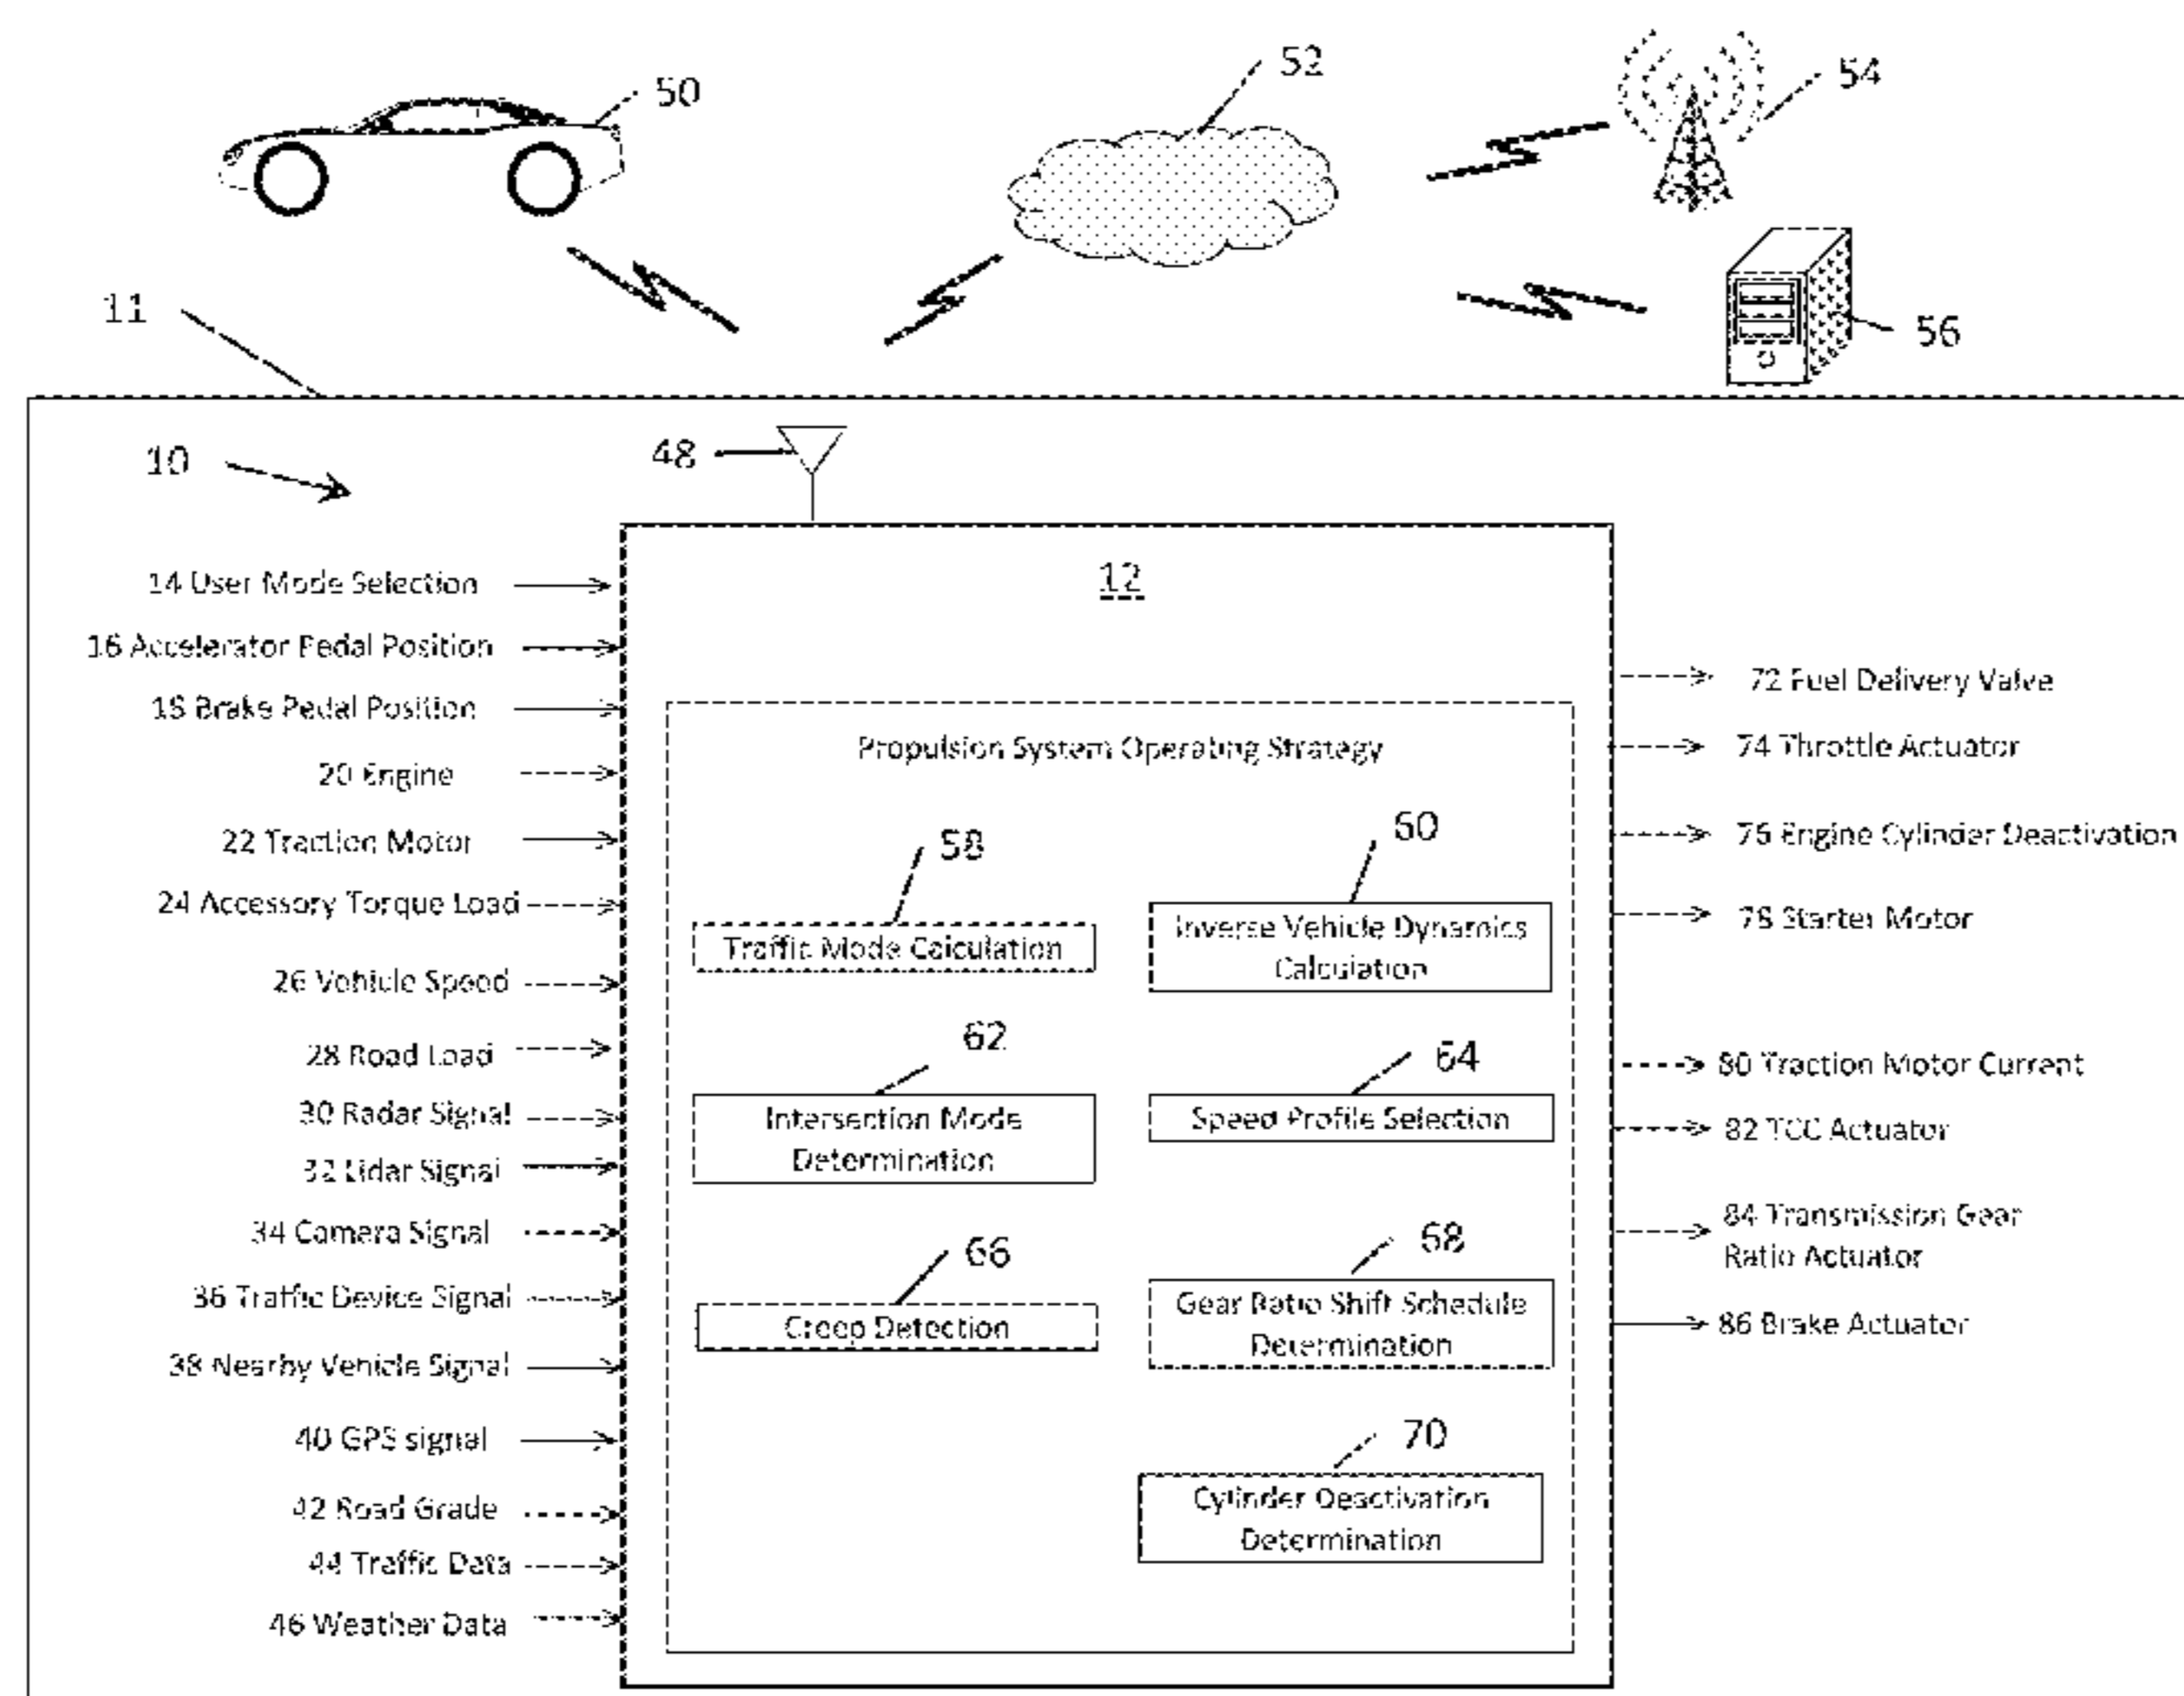 50
52
54
11
56
10
48
12
14 User Mode Selection
16 Accelerator Pedal Position
18 Brake Pedal Position
20 Engine
22 Traction Motor
24 Accessory Torque Load
26 Vehicle Speed
28 Road Load
30 Radar Signal
32 Lidar Signal
34 Camera Signal
36 Traffic Device Signal
38 Nearby Vehicle Signal
40 GPS signal
42 Road Grade
44 Traffic Data
46 Weather Data
Propulsion System Operating Strategy
58
Traffic Mode Calculation
60
Inverse Vehicle Dynamics
Calculation
62
Intersection Mode
Determination
64
Speed Profile Selection
66
Creep Detection
68
Gear Ratio Shift Schedule
Determination
70
Cylinder Deactivation
Determination
72 Fuel Delivery Valve
74 Throttle Actuator
76 Engine Cylinder Deactivation
78 Starter Motor
80 Traction Motor Current
82 TCC Actuator
84 Transmission Gear
Ratio Actuator
86 Brake Actuator